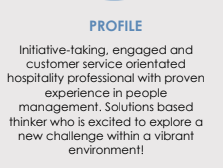 PROFILE
Initiative-taking, engaged and
customer service orientated
hospitality professional with proven
experience in people
management. Solutions based
thinker who is excited to explore a
new challenge within a vibrant
environment!